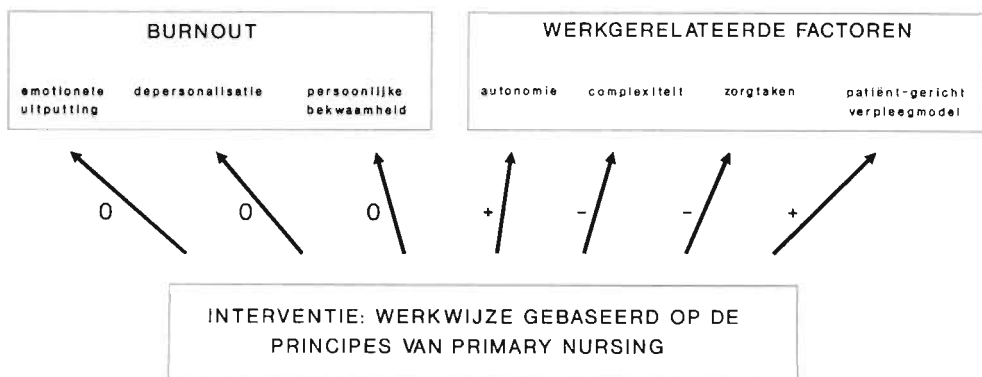 BURNOUT
emotionele
uitputting
depersonalisatie
persoonlijke
bekwaamheid
WERKGERELATEERDE FACTOREN
autonomie
complexiteit
zorgtaken
patiënt-gericht
verpleegmodel
0
0
0
+
-
-
+
INTERVENTIE: WERKWIJZE GEBASEERD OP DE
PRINCIPES VAN PRIMARY NURSING